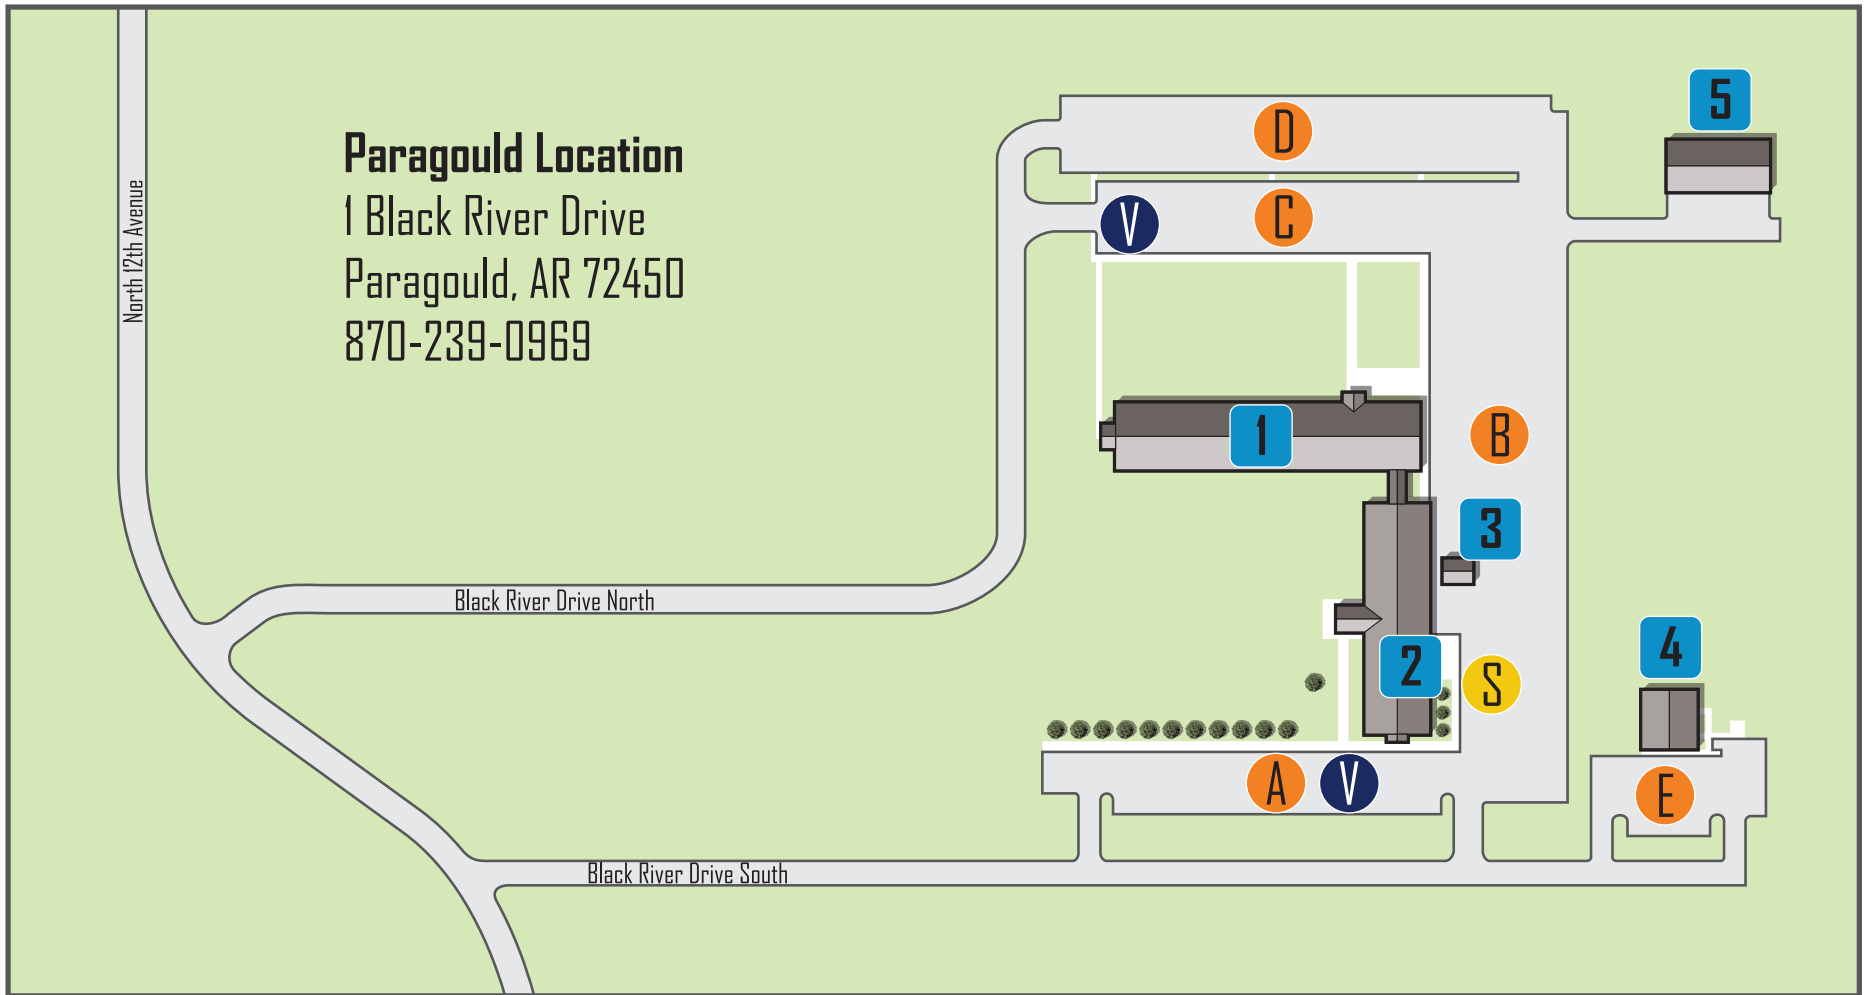 Paragould Location
1 Black River Drive
Paragould, AR 72450
870-239-0969
North 12th Avenue
D
5
V
C
1
B
3
Black River Drive North
2
S
4
A
V
E
Black River Drive South